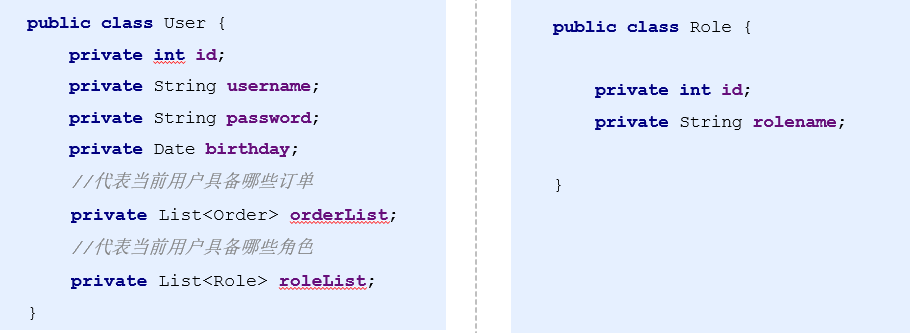 public class User {
private int id;
private String username;
private String password;
private Date birthday;
//代表当前用户具备哪些订单
private List<Order> orderList;
//代表当前用户具备哪些角色
private List<Role> roleList;
}
public class Role {
private int id;
private String rolename;
}